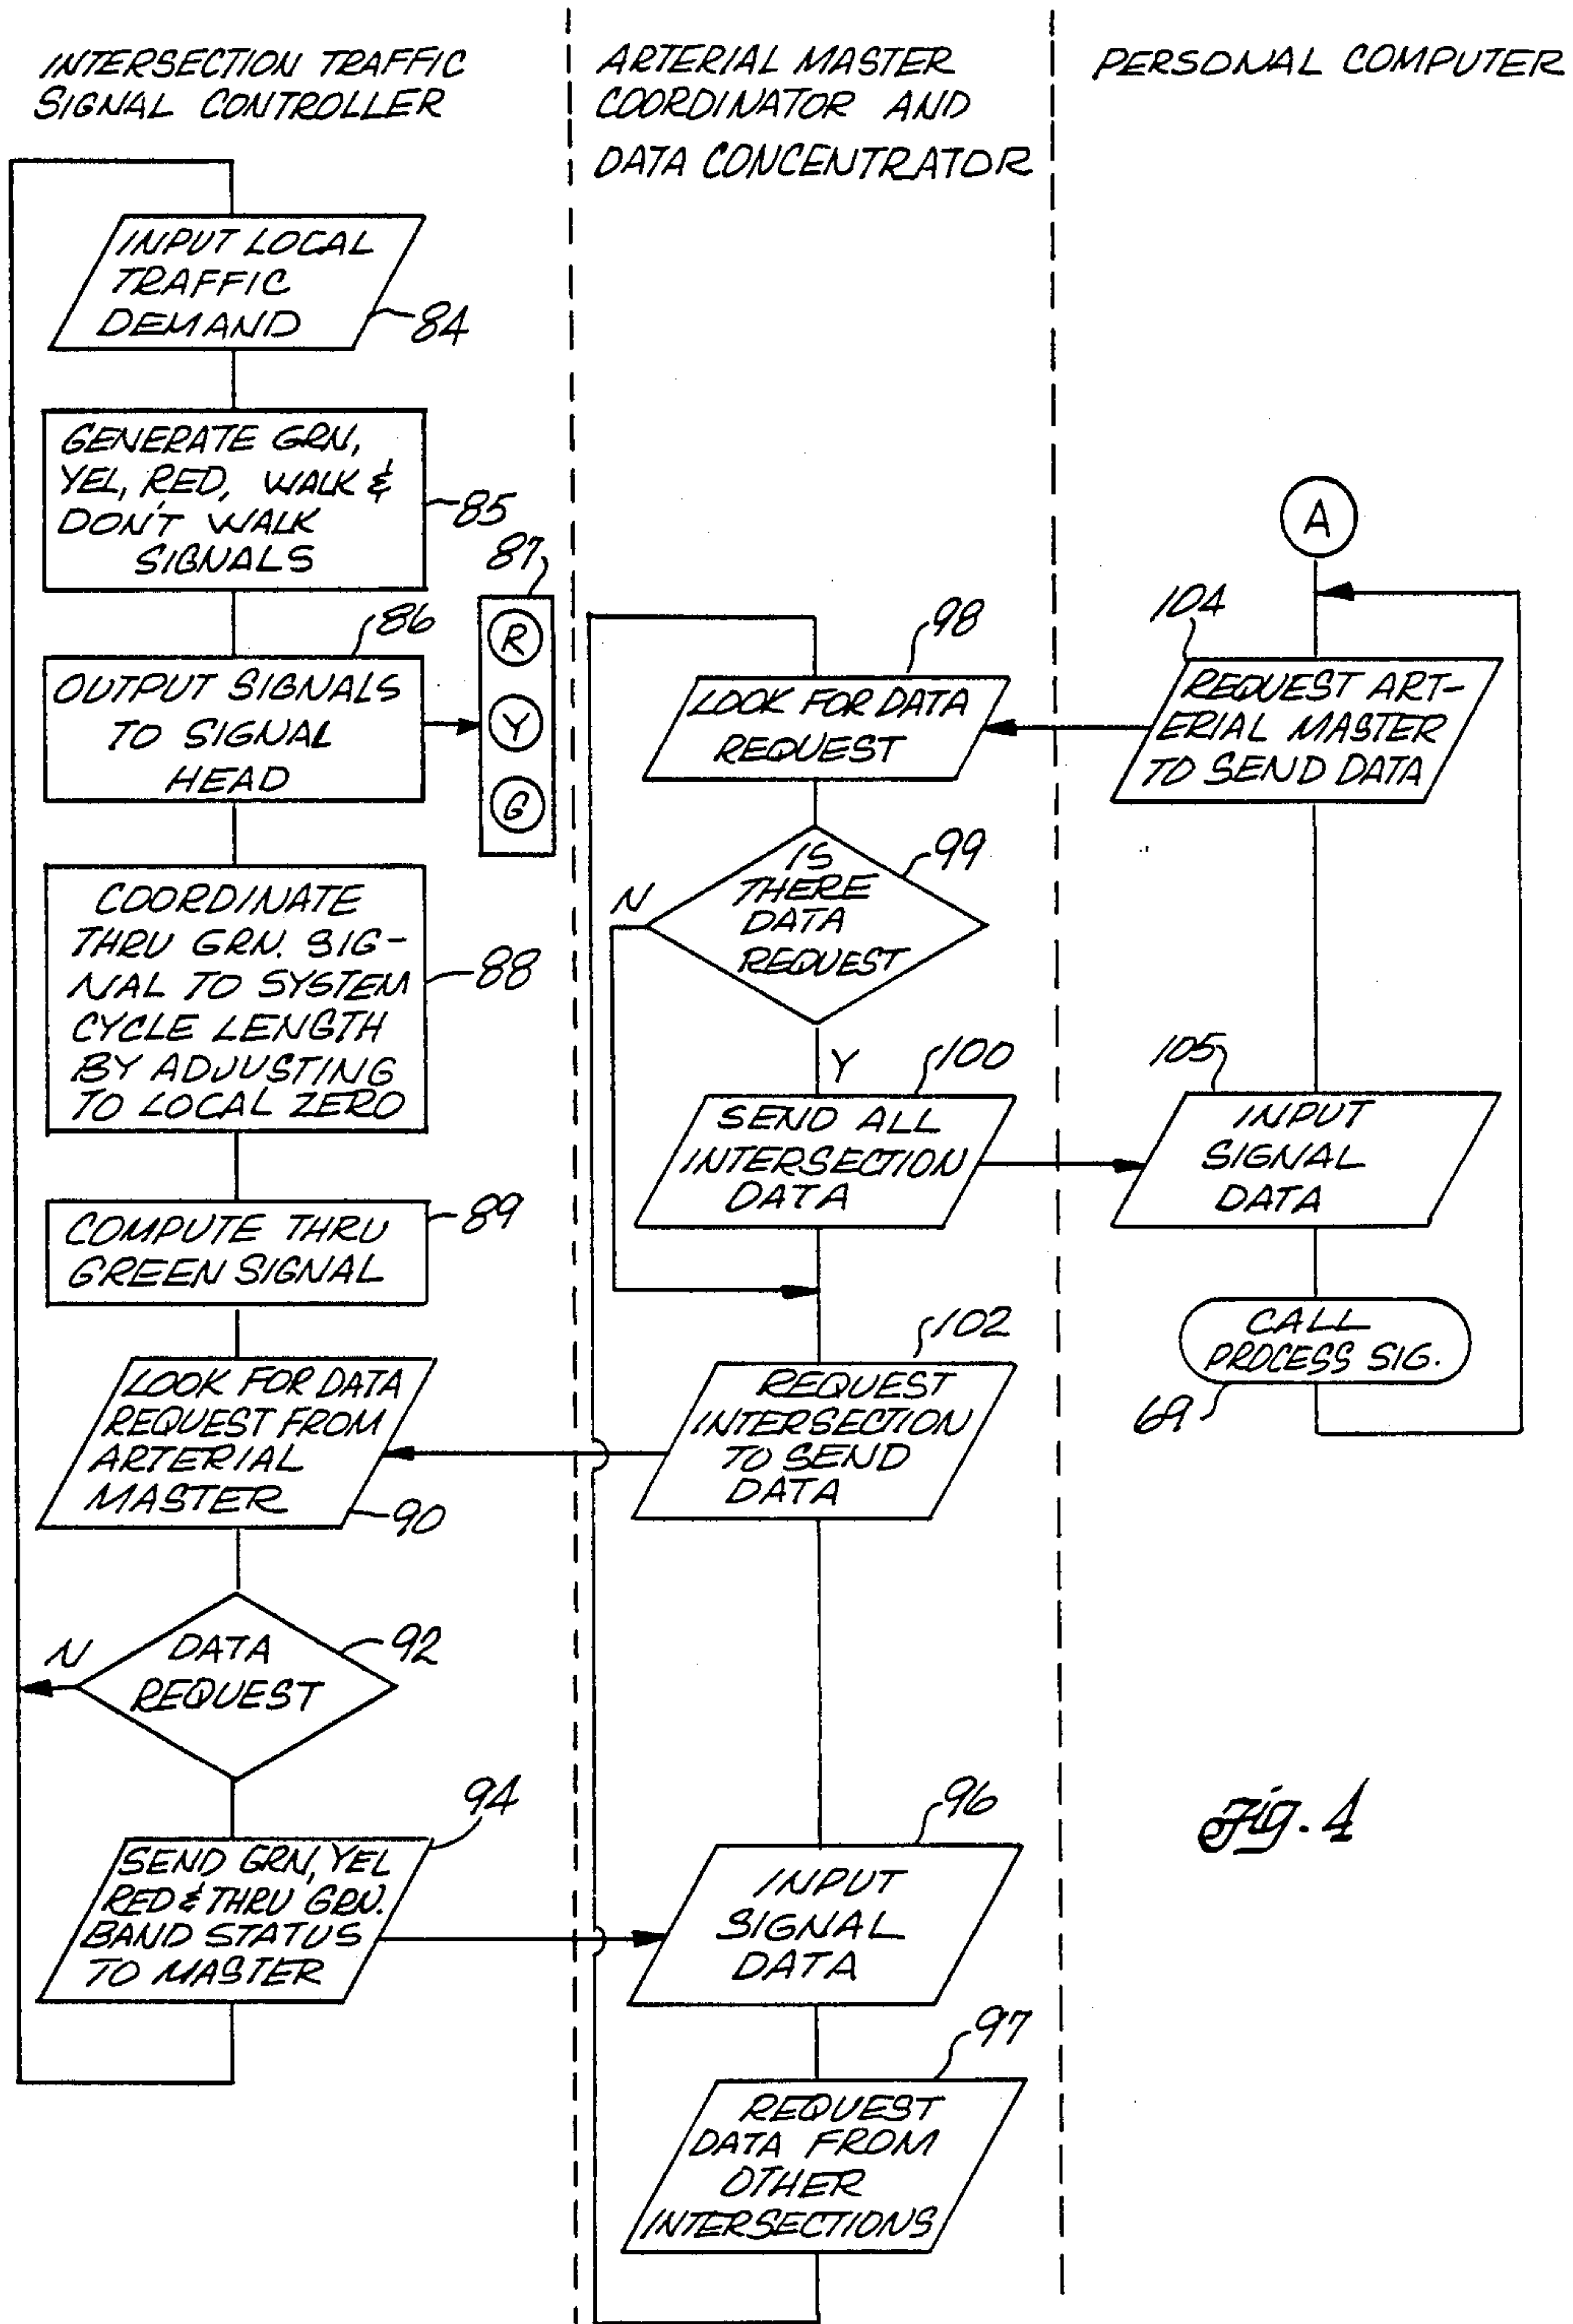 INTERSECTION TRAFFIC
SIGNAL CONTROLLER
INPUT LOCAL
TRAFFIC
DEMAND
84
GENERATE GRN,
YEL, RED, WALK &
DON'T WALK
SIGNALS
85
87
R
Y
G
86
OUTPUT SIGNALS
TO SIGNAL
HEAD
COORDINATE
THRU GRN. SIG-
NAL TO SYSTEM
CYCLE LENGTH
BY ADJUSTING
TO LOCAL ZERO
88
COMPUTE THRU
GREEN SIGNAL
89
LOOK FOR DATA
REQUEST FROM
ARTERIAL
MASTER
90
DATA
REQUEST
92
N
SEND GRN, YEL
RED & THRU GRN.
BAND STATUS
TO MASTER
94
ARTERIAL MASTER
COORDINATOR AND
DATA CONCENTRATOR
98
LOOK FOR DATA
REQUEST
IS
THERE
DATA
REQUEST
99
N
Y
100
SEND ALL
INTERSECTION
DATA
102
REQUEST
INTERSECTION
TO SEND
DATA
96
INPUT
SIGNAL
DATA
97
REQUEST
DATA FROM
OTHER
INTERSECTIONS
PERSONAL COMPUTER
A
104
REQUEST ART-
ERIAL MASTER
TO SEND DATA
105
INPUT
SIGNAL
DATA
CALL
PROCESS SIG.
69
Fig. 4